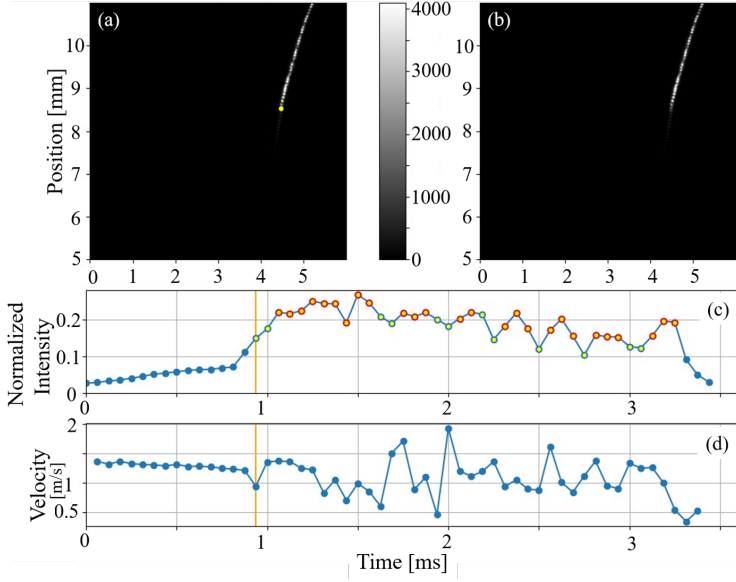 (a)
(b)
11
10
9
8
7
6
5
Position [mm]
0 1 2 3 4 5
4000
3000
2000
1000
0
11
10
9
8
7
6
5
0 1 2 3 4 5
Normalized
Intensity
0.2
0.1
0
(c)
0 1 2 3
Velocity
[m/s]
2
1
0.5
(d)
0 1 2 3
Time [ms]